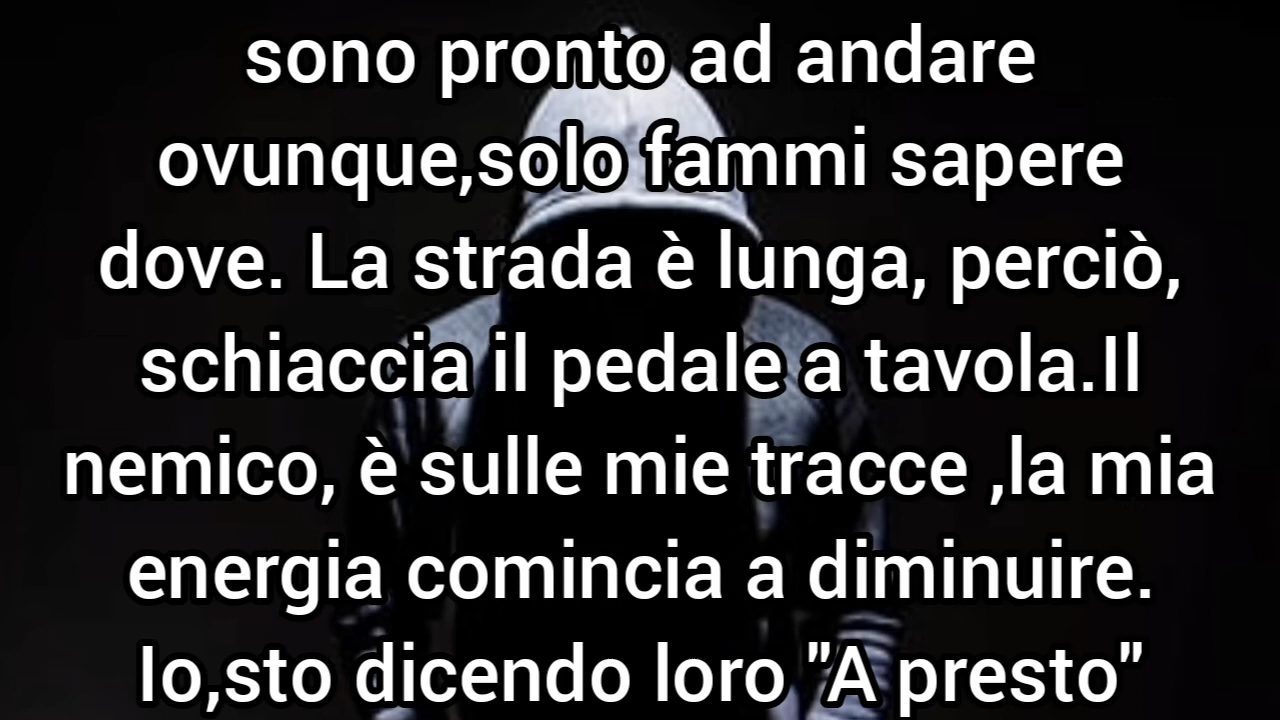 sono pronto ad andare
ovunque,solo fammi sapere
dove. La strada è lunga, perciò,
schiaccia il pedale a tavola.Il
nemico, è sulle mie tracce ,la mia
energia comincia a diminuire.
Io,sto dicendo loro "A presto"